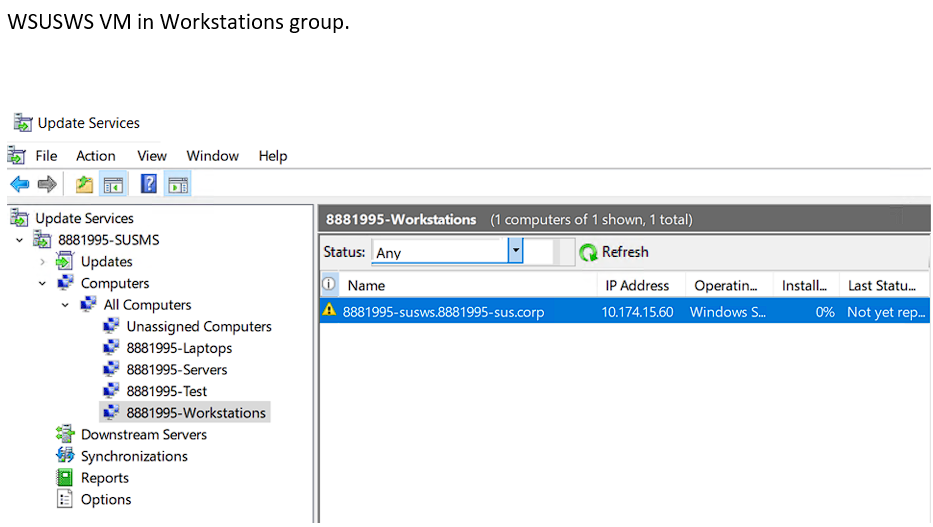 WSUSWS VM in Workstations group.
Update Services
File Action View Window Help
Update Services
8881995-SUSMS
Updates
Computers
All Computers
Unassigned Computers
8881995-Laptops
8881995-Servers
8881995-Test
8881995-Workstations
Downstream Servers
Synchronizations
Reports
Options
8881995-Workstations (1 computers of 1 shown, 1 total)
Status: Any Refresh
Name IP Address Operatin... Install... Last Statu...
8881995-susws.8881995-sus.corp 10.174.15.60 Windows S... 0% Not yet rep...